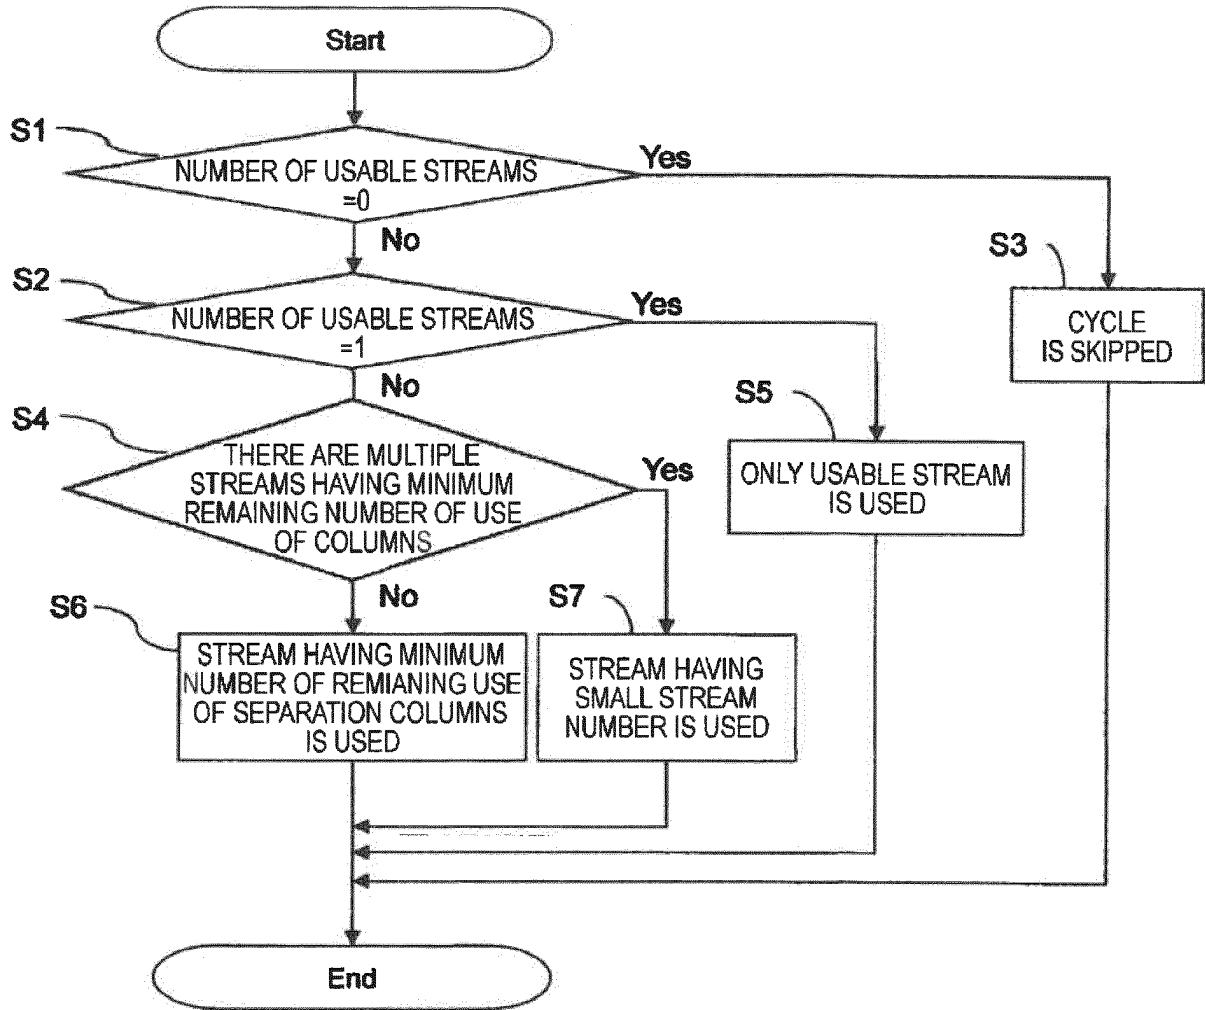 Start
S1
NUMBER OF USABLE STREAMS
=0
Yes
No
S2
NUMBER OF USABLE STREAMS
=1
Yes
No
S3
CYCLE
IS SKIPPED
S4
THERE ARE MULTIPLE
STREAMS HAVING MINIMUM
REMAINING NUMBER OF USE
OF COLUMNS
Yes
No
S5
ONLY USABLE STREAM
IS USED
S6
STREAM HAVING MINIMUM
NUMBER OF REMIANING USE
OF SEPARATION COLUMNS
IS USED
S7
STREAM HAVING
SMALL STREAM
NUMBER IS USED
End